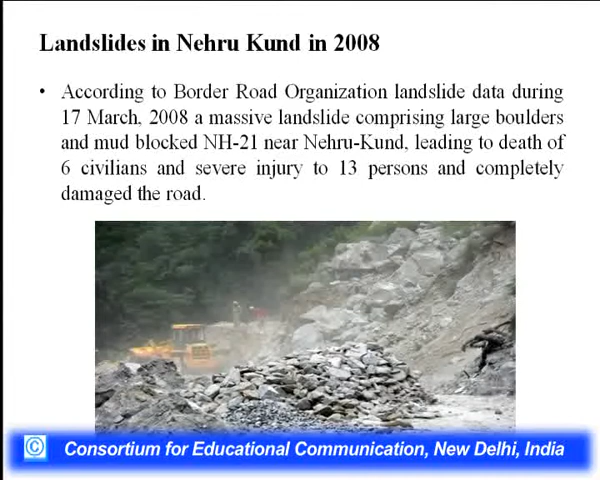 Landslides in Nehru Kund in 2008
• According to Border Road Organization landslide data during
17 March, 2008 a massive landslide comprising large boulders
and mud blocked NH-21 near Nehru-Kund, leading to death of
6 civilians and severe injury to 13 persons and completely
damaged the road.
© Consortium for Educational Communication, New Delhi, India